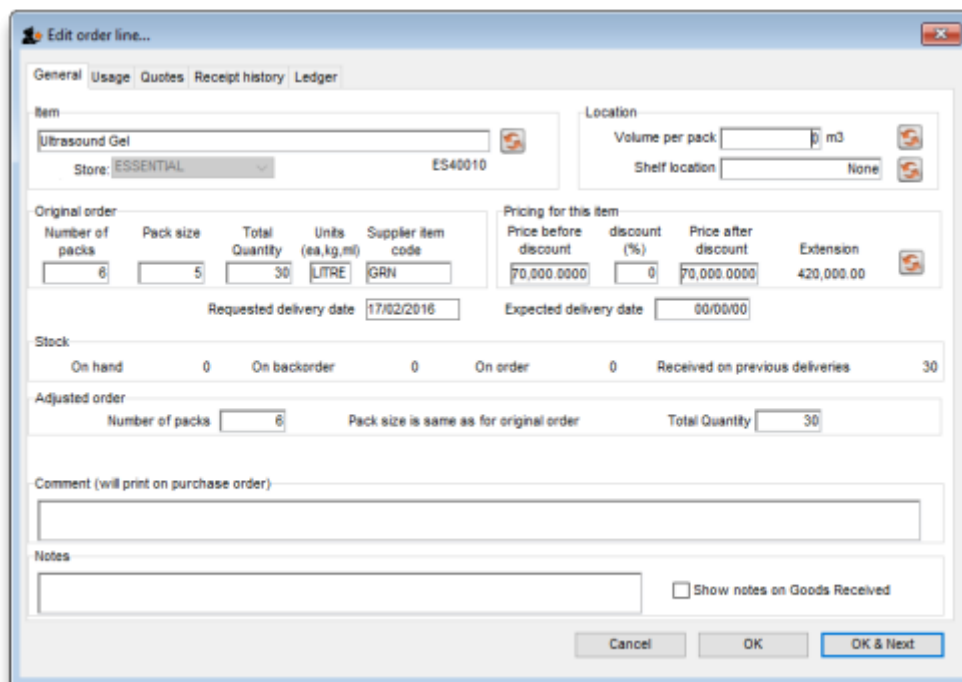 Edit order line...
General Usage Quotes Receipt history Ledger
Item
Ultrasound Gel
Store: ESSENTIAL ES40010
Location
Volume per pack 0 m3
Shelf location None
Original order
Number of packs Pack size Total Quantity Units (ea,kg,ml) Supplier item code
6 5 30 LITRE GRN
Pricing for this item
Price before discount discount (%) Price after discount Extension
70,000.0000 0 70,000.0000 420,000.00
Requested delivery date 17/02/2016 Expected delivery date 00/00/00
Stock
On hand 0 On backorder 0 On order 0 Received on previous deliveries 30
Adjusted order
Number of packs 6 Pack size is same as for original order Total Quantity 30
Comment (will print on purchase order)
Notes
Show notes on Goods Received
Cancel OK OK & Next